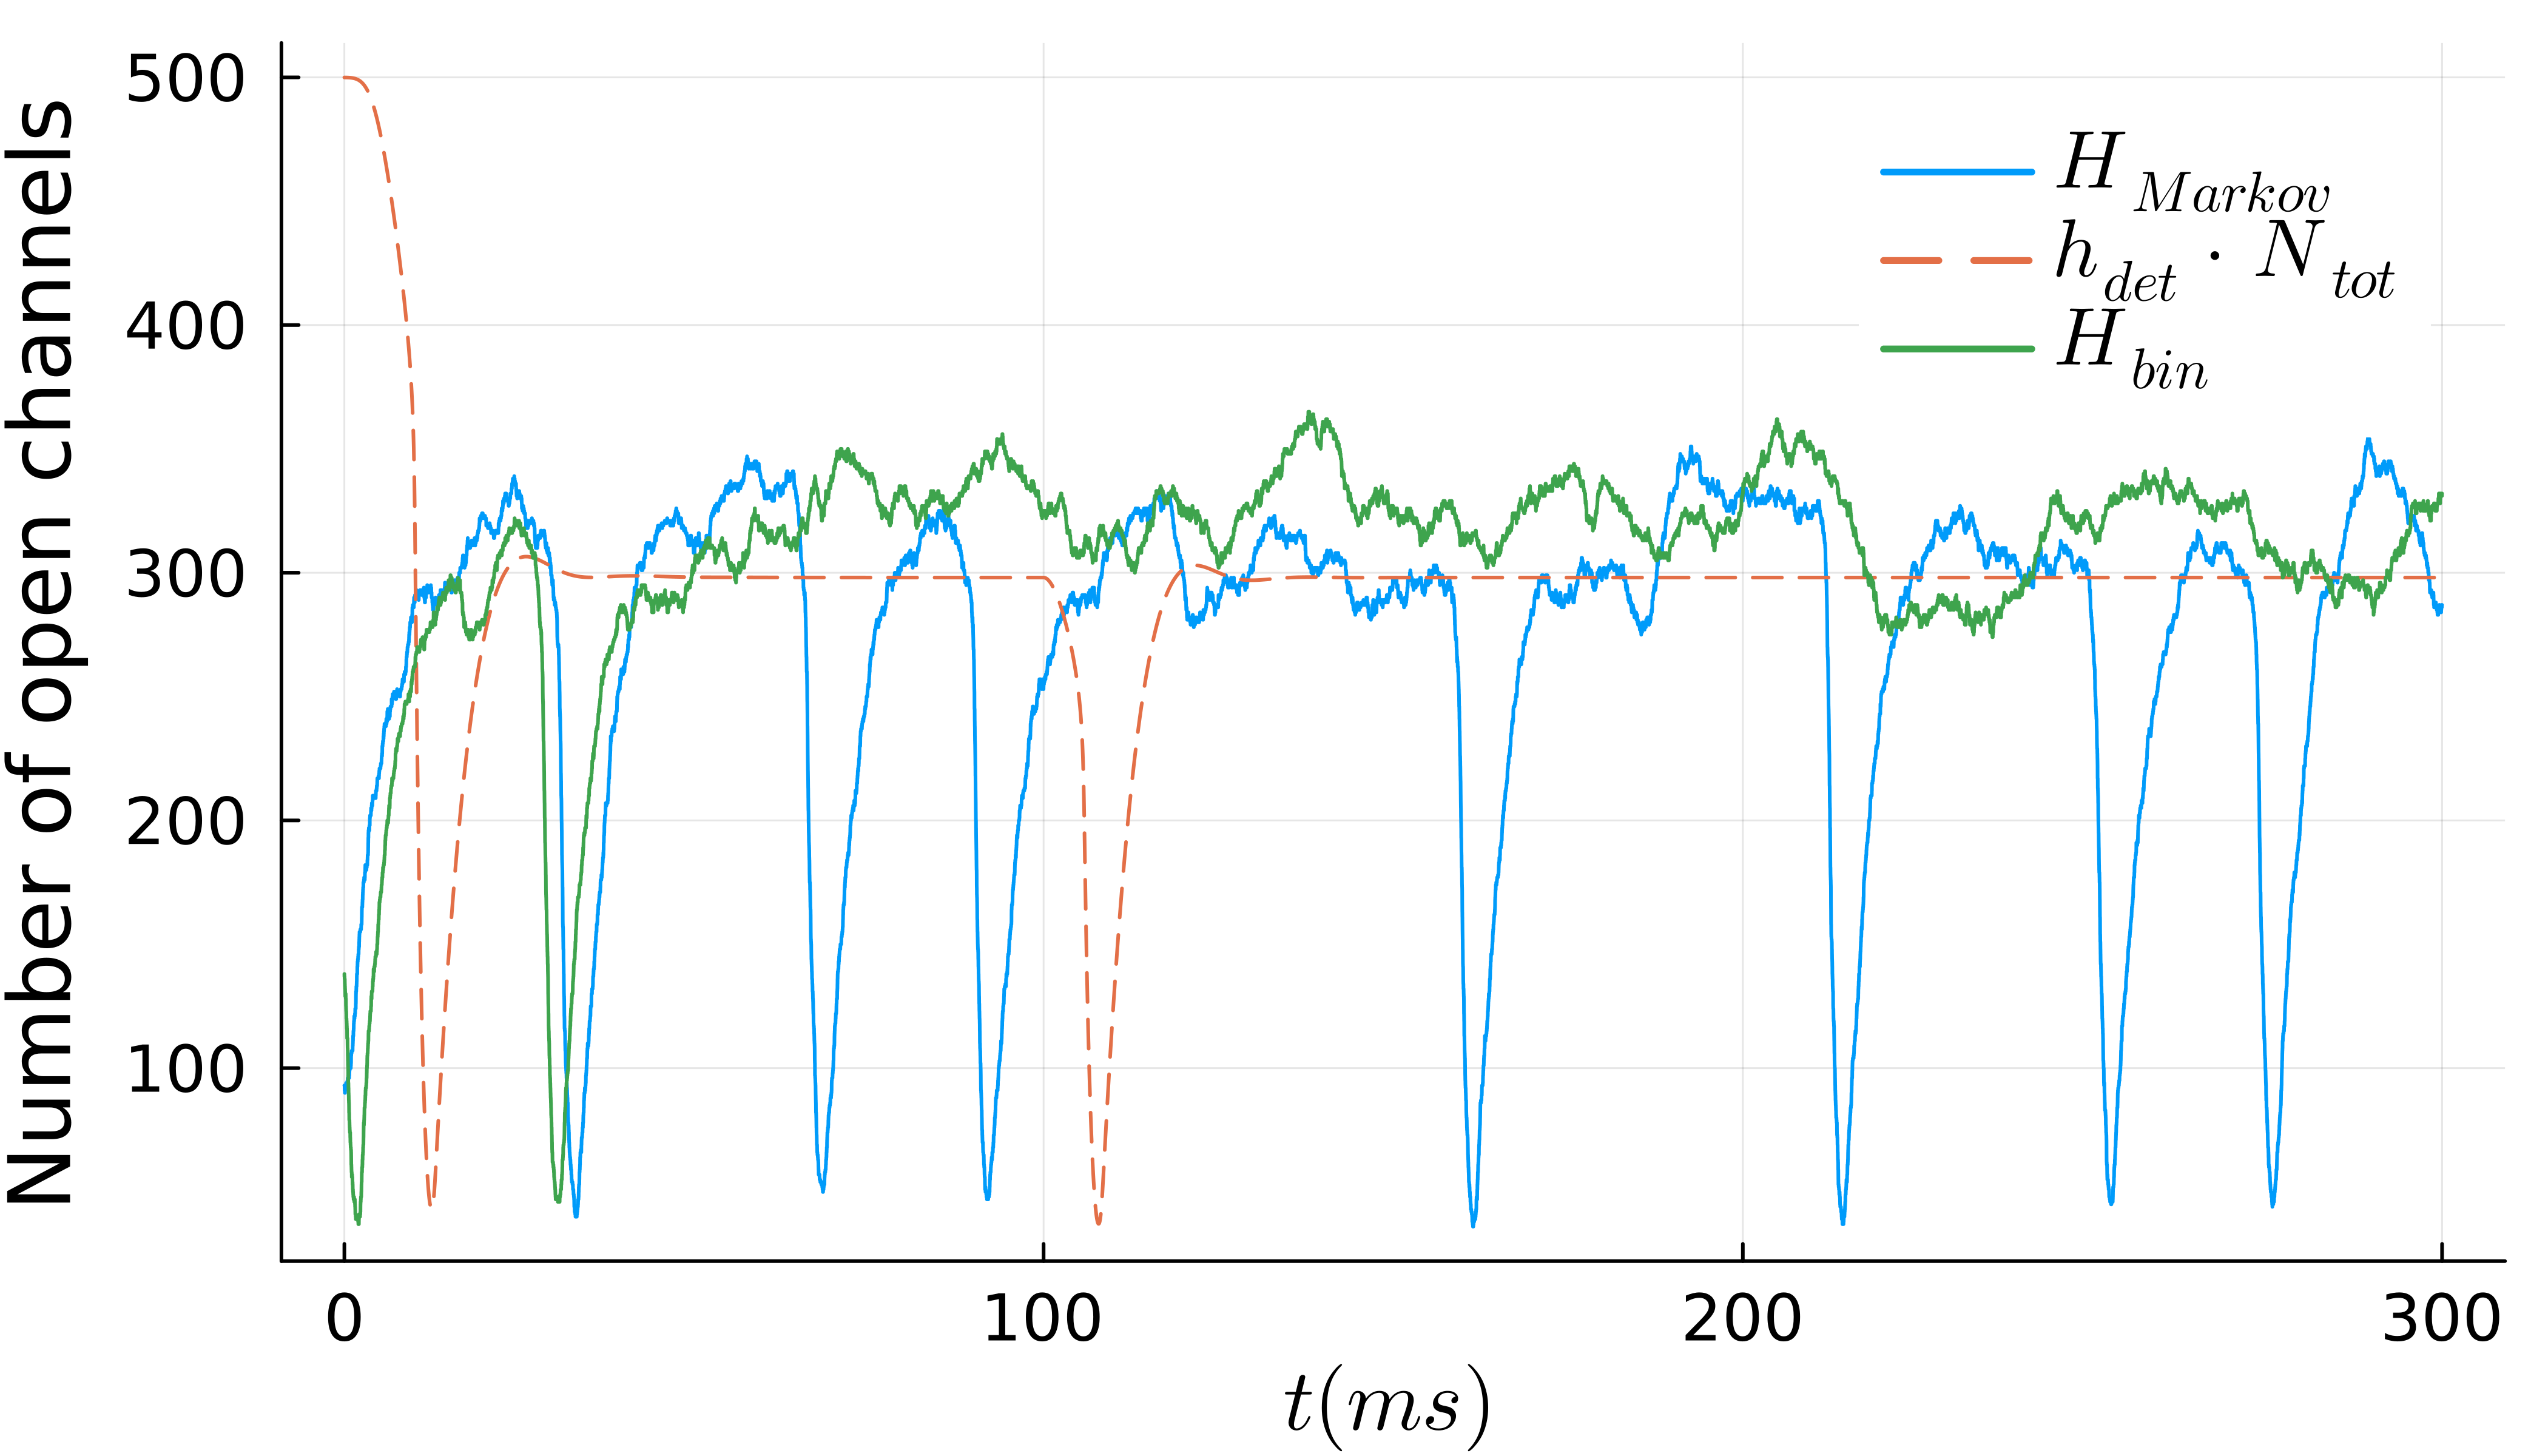 Number of open channels
500
400
300
200
100
0 100 200 300
t(ms)
H_Markov
h_det · N_tot
H_bin